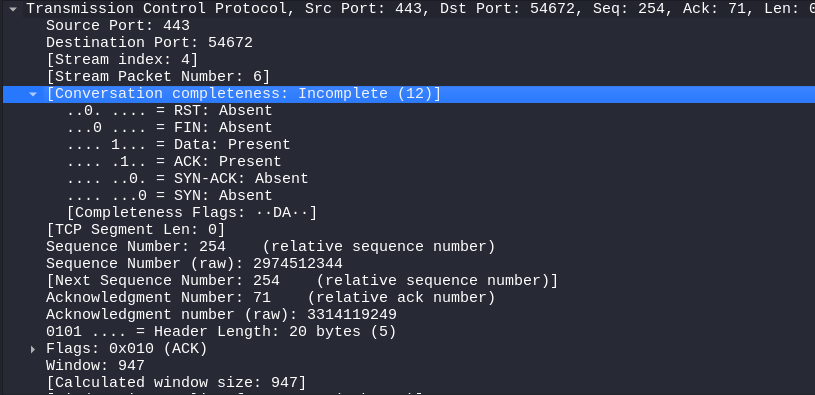 Transmission Control Protocol, Src Port: 443, Dst Port: 54672, Seq: 254, Ack: 71, Len:
Source Port: 443
Destination Port: 54672
[Stream index: 4]
[Stream Packet Number: 6]
[Conversation completeness: Incomplete (12)]
..0. .... = RST: Absent
...0 .... = FIN: Absent
.... 1... = Data: Present
.... .1.. = ACK: Present
.... ..0. = SYN-ACK: Absent
.... ...0 = SYN: Absent
[Completeness Flags: ··DA··]
[TCP Segment Len: 0]
Sequence Number: 254    (relative sequence number)
Sequence Number (raw): 2974512344
[Next Sequence Number: 254    (relative sequence number)]
Acknowledgment Number: 71    (relative ack number)
Acknowledgment number (raw): 3314119249
0101 .... = Header Length: 20 bytes (5)
Flags: 0x010 (ACK)
Window: 947
[Calculated window size: 947]